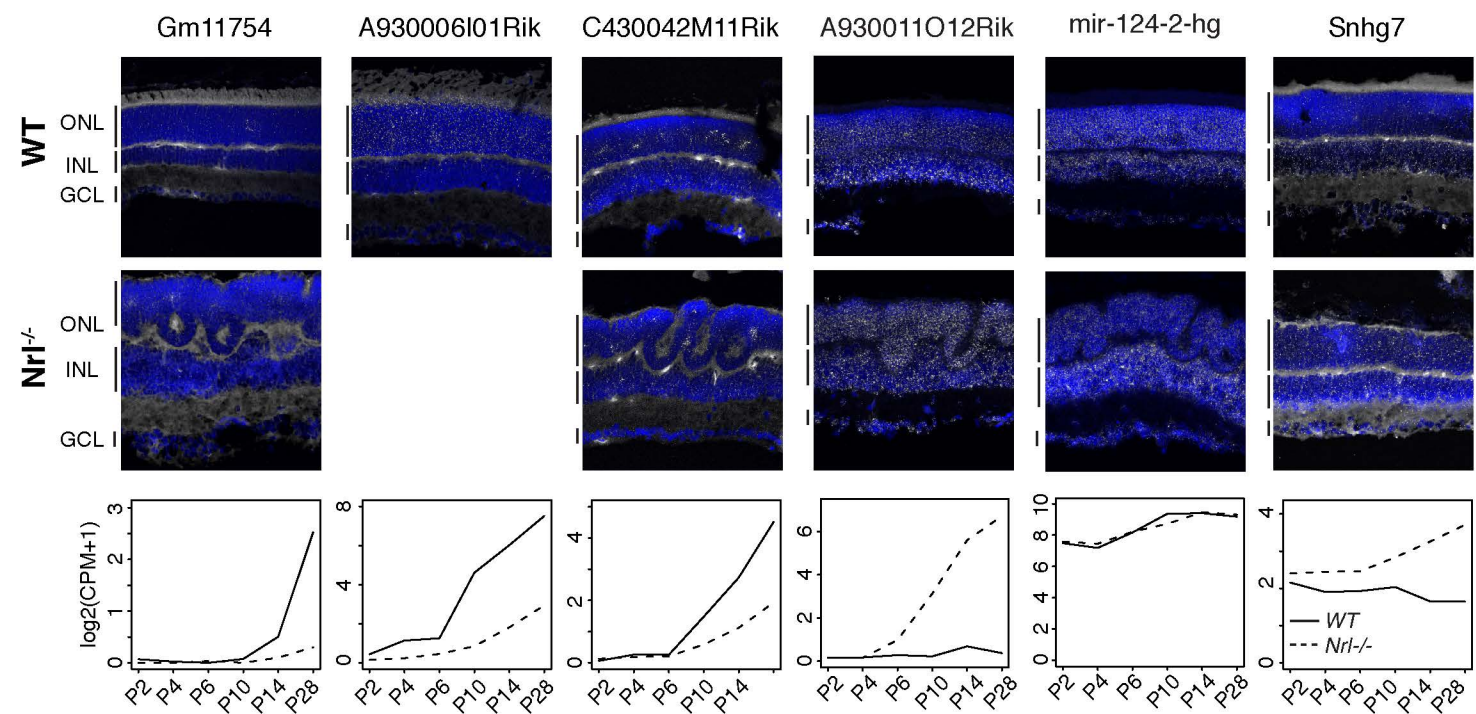 Gm11754 A930006I01Rik C430042M11Rik A930011O12Rik mir-124-2-hg Snhg7
WT
ONL
INL
GCL
Nrl-/-
ONL
INL
GCL
log2(CPM+1)
3
2
1
0
P2 P4 P6 P10 P14 P28
8
4
0
P2 P4 P6 P10 P14 P28
4
2
0
P2 P4 P6 P10 P14
6
4
2
0
P2 P4 P6 P10 P14 P28
10
8
6
4
2
0
P2 P4 P6 P10 P14 P28
4
2
0
WT
Nrl-/-
P2 P4 P6 P10 P14 P28